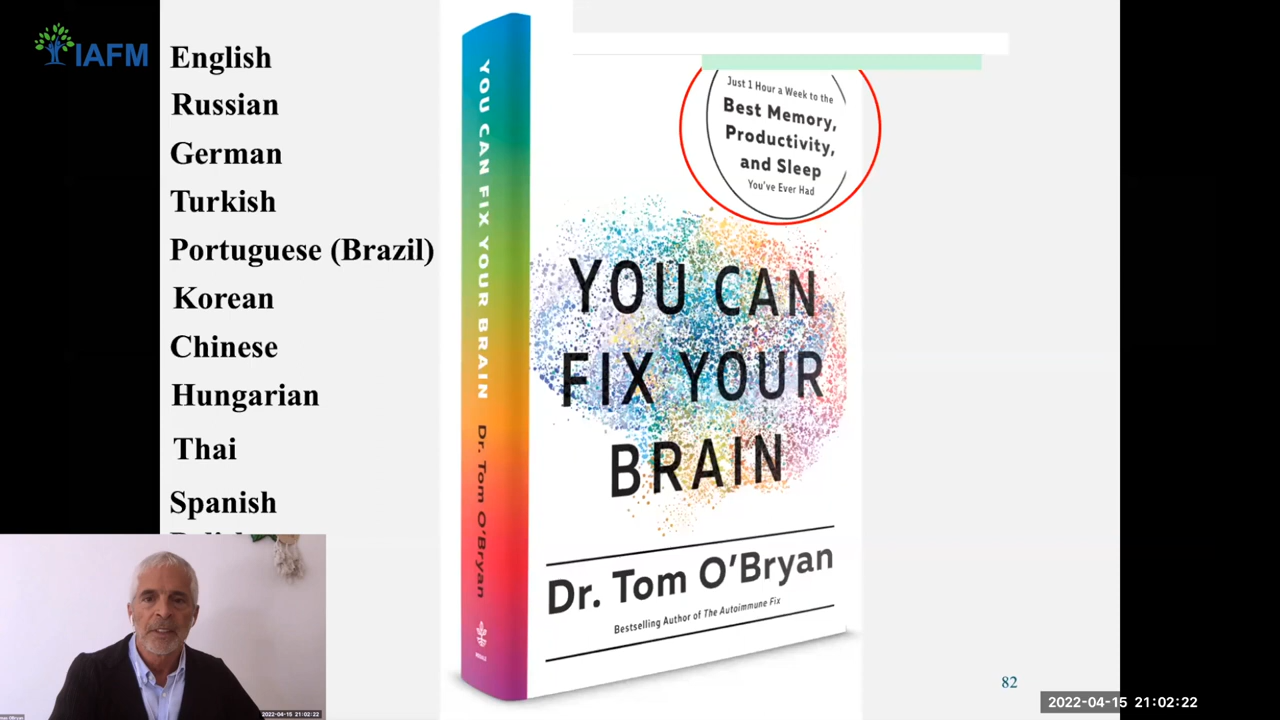 IAFM
English
Russian
German
Turkish
Portuguese (Brazil)
Korean
Chinese
Hungarian
Thai
Spanish
YOU CAN FIX YOUR BRAIN Dr. Tom O'Bryan
Just 1 Hour a Week to the
Best Memory,
Productivity,
and Sleep
You've Ever Had
YOU CAN
FIX YOUR
BRAIN
Dr. Tom O'Bryan
Bestselling Author of The Autoimmune Fix
82
2022-04-15 21:02:22
2022-04-15 21:02:22